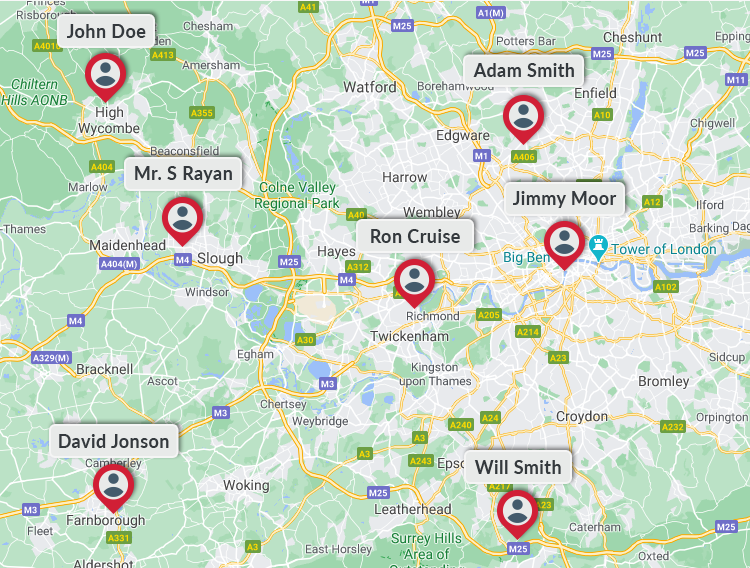 Princes
Risborough
Chesham
A41
M25
A1(M)
Potters Bar
Cheshunt
Epping
John Doe
A4010
A413
Amersham
M25
M25
M11
Chiltern
Hills AONB
High
Wycombe
A355
Watford
Borehamwood
Adam Smith
Enfield
A10
Chigwell
Edgware
M1
A406
Beaconsfield
A404
Marlow
Mr. S Rayan
Colne Valley
Regional Park
Harrow
Wembley
A40
Jimmy Moor
A12
Ilford
Barking
Dag
Thames
Maidenhead
A404(M)
M4
Slough
Windsor
M25
Hayes
A312
M4
Ron Cruise
Richmond
Twickenham
Big Ben
Tower of London
A102
A205
A214
A23
M4
A329(M)
Bracknell
Ascot
Egham
A30
M3
Kingston
upon Thames
Sidcup
Bromley
Chertsey
M3
Weybridge
Croydon
Orpington
A232
A24
A240
A3
A3
A243
David Jonson
Camberley
Farnborough
M3
Fleet
A331
Aldershot
Woking
A3
M25
Leatherhead
East Horsley
Surrey Hills
Area of
Outstanding
Will Smith
A217
A23
M25
Caterham
Oxted
M25